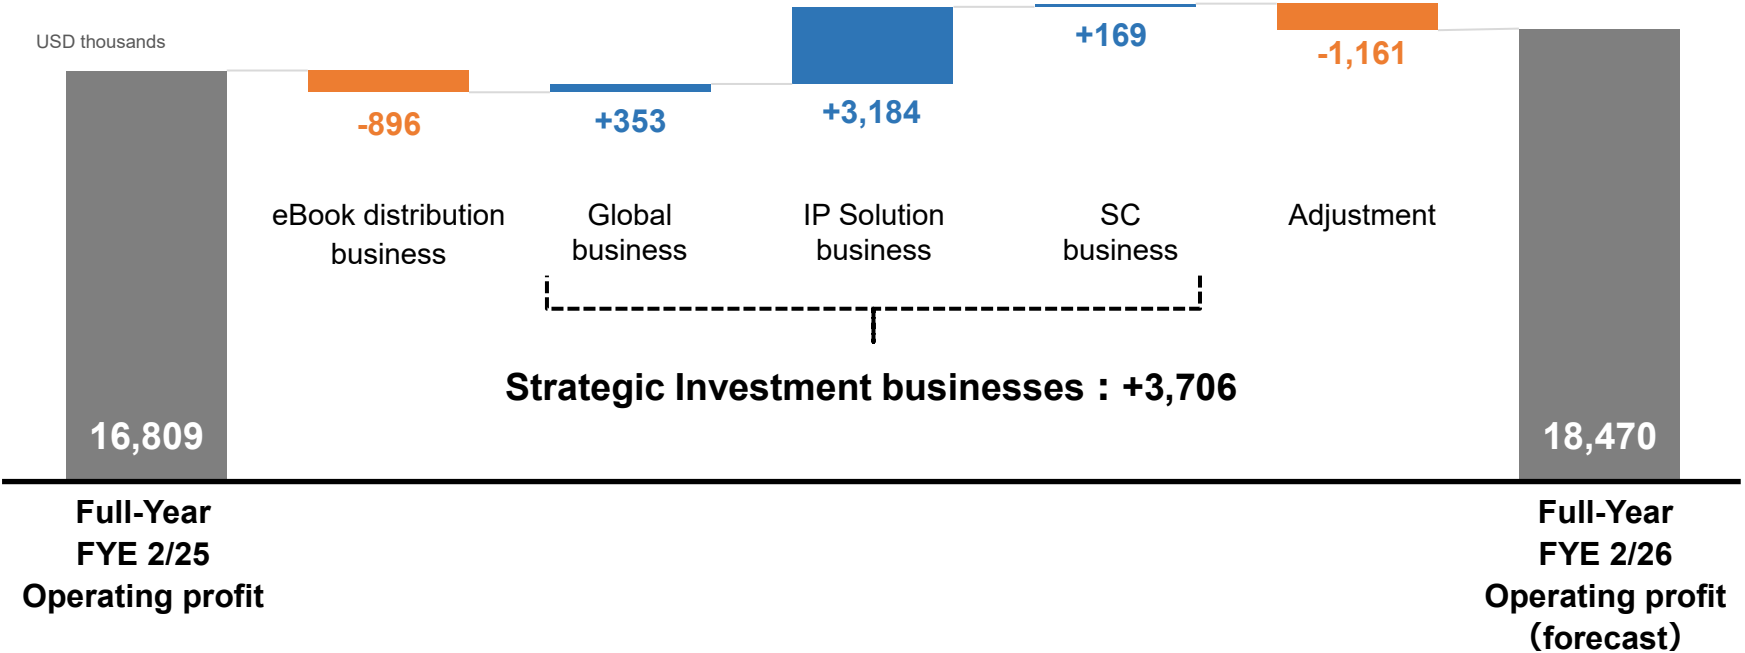 USD thousands
-896
+353
+3,184
+169
-1,161
eBook distribution
business
Global
business
IP Solution
business
SC
business
Adjustment
Strategic Investment businesses：+3,706
16,809
18,470
Full-Year
FYE 2/25
Operating profit
Full-Year
FYE 2/26
Operating profit
（forecast）